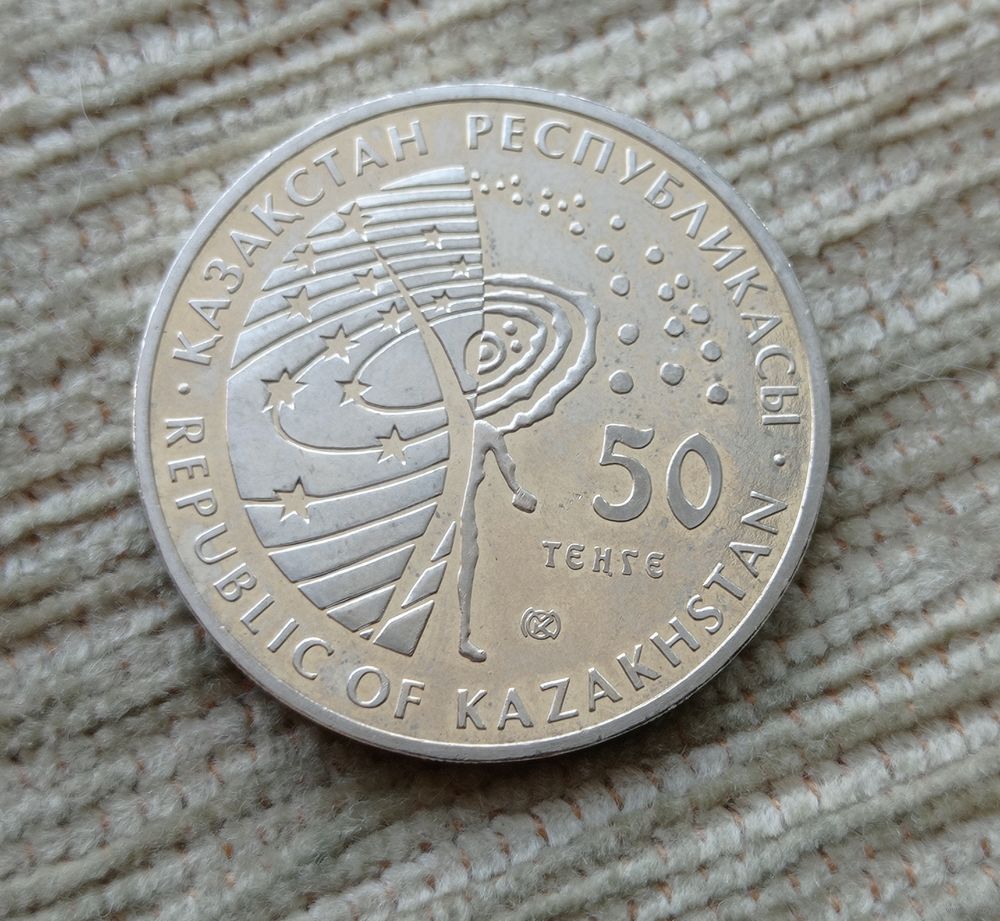 ҚАЗАҚСТАН РЕСПУБЛИКАСЫ
50
ТЕҢГЕ
REPUBLIC OF KAZAKHSTAN